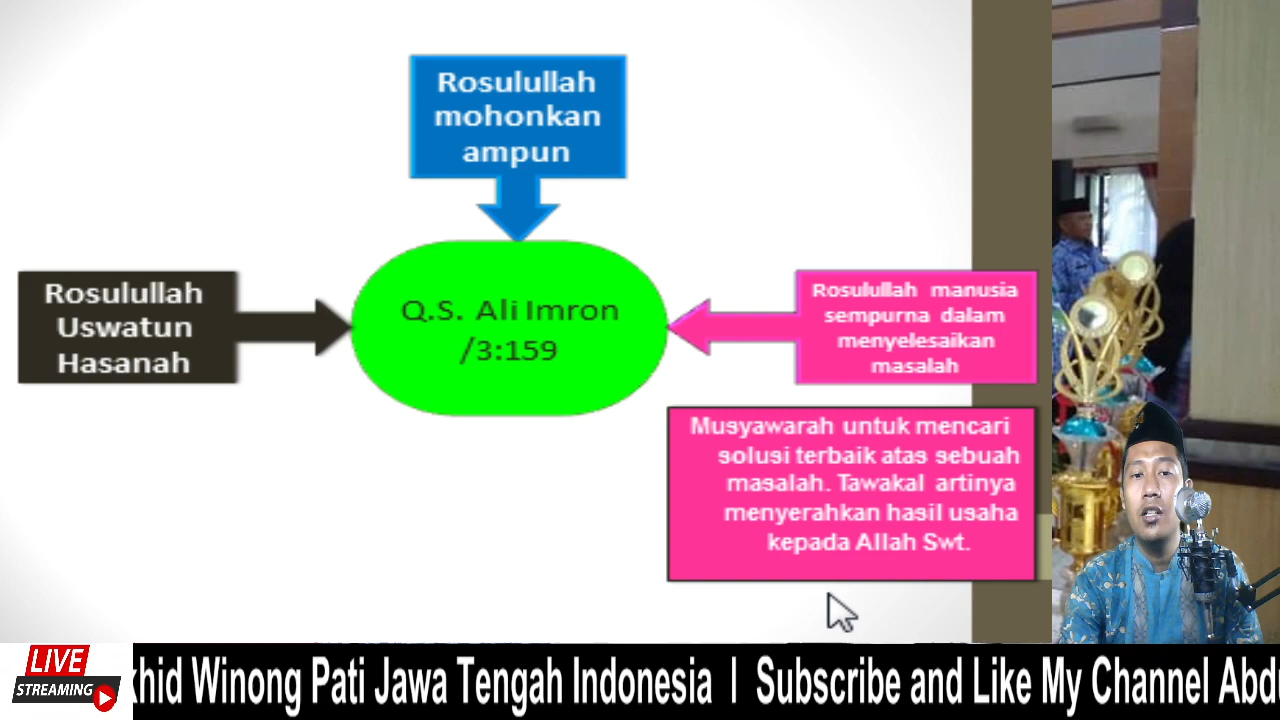 Rosulullah
mohonkan
ampun
Rosulullah
Uswatun
Hasanah
Q.S. Ali Imron
/3:159
Rosulullah manusia
sempurna dalam
menyelesaikan
masalah
Musyawarah untuk mencari
solusi terbaik atas sebuah
masalah. Tawakal artinya
menyerahkan hasil usaha
kepada Allah Swt.
LIVE
STREAMING
khid Winong Pati Jawa Tengah Indonesia I Subscribe and Like My Channel Abd